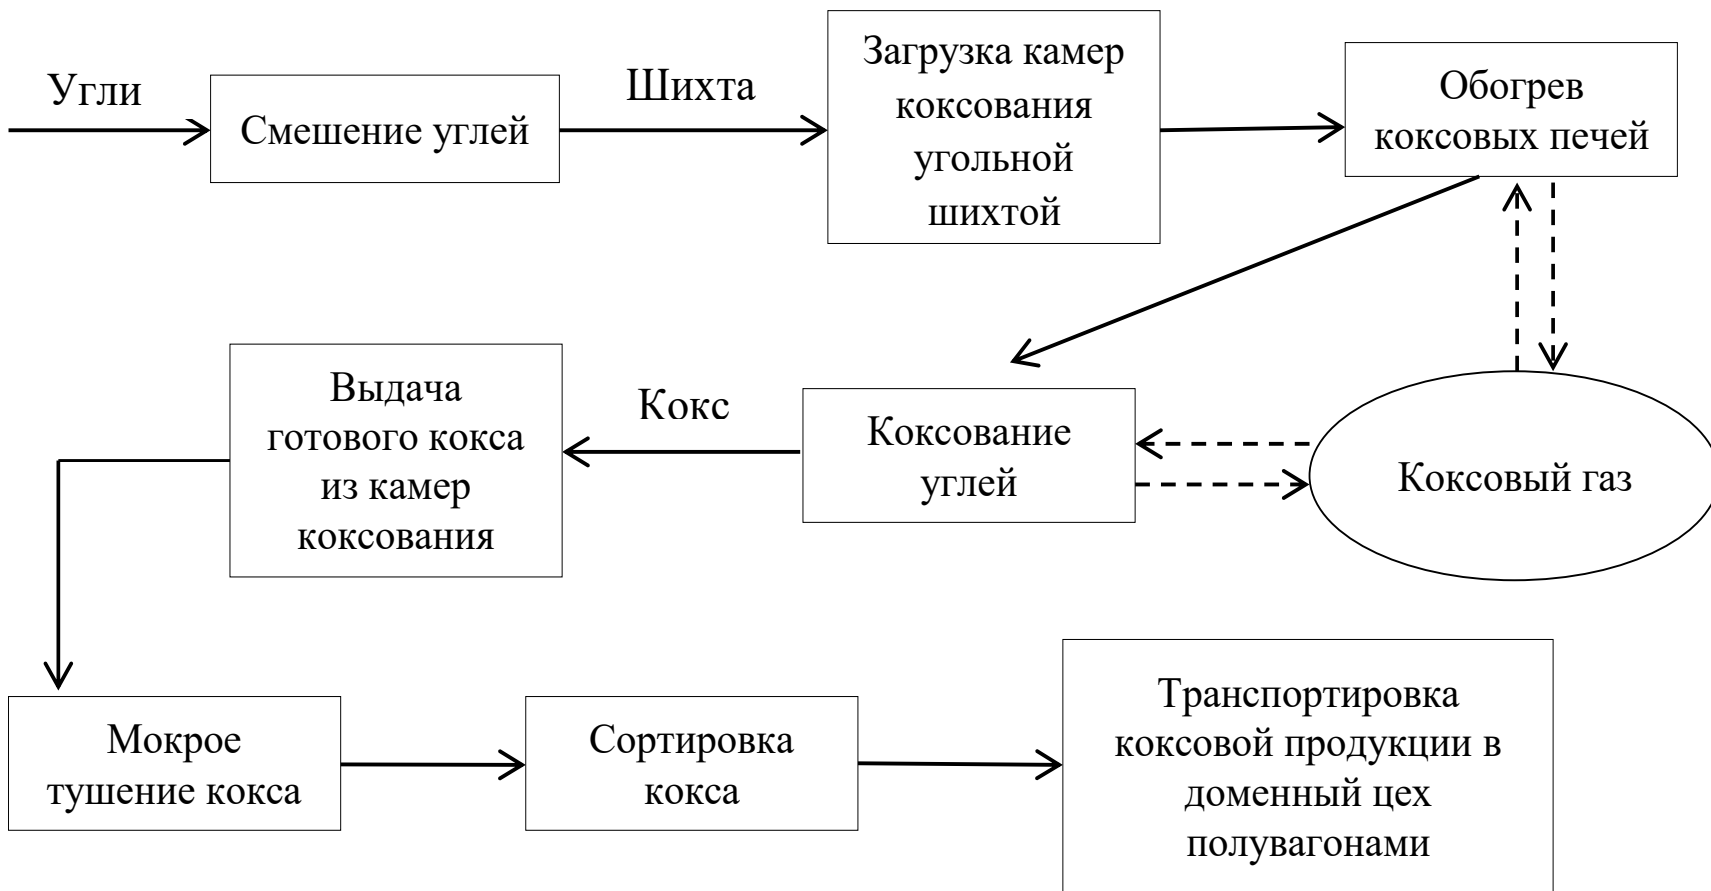 Угли
Смешение углей
Шихта
Загрузка камер
коксования
угольной
шихтой
Обогрев
коксовых печей
Выдача
готового кокса
из камер
коксования
Кокс
Коксование
углей
Коксовый газ
Мокрое
тушение кокса
Сортировка
кокса
Транспортировка
коксовой продукции в
доменный цех
полувагонами